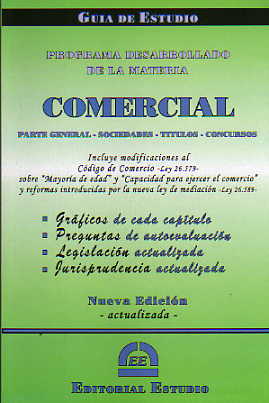 GUIA DE ESTUDIO
PROGRAMA DESARROLLADO
DE LA MATERIA
COMERCIAL
PARTE GENERAL - SOCIEDADES - TITULOS - CONCURSOS
Incluye modificaciones al
Código de Comercio -Ley 26.579-
sobre "Mayoría de edad" y "Capacidad para ejercer el comercio"
y reformas introducidas por la nueva ley de mediación -Ley 26.589-
Gráficos de cada capítulo
Preguntas de autoevaluación
Legislación actualizada
Jurisprudencia actualizada
Nueva Edición
- actualizada -
EE
EDITORIAL ESTUDIO